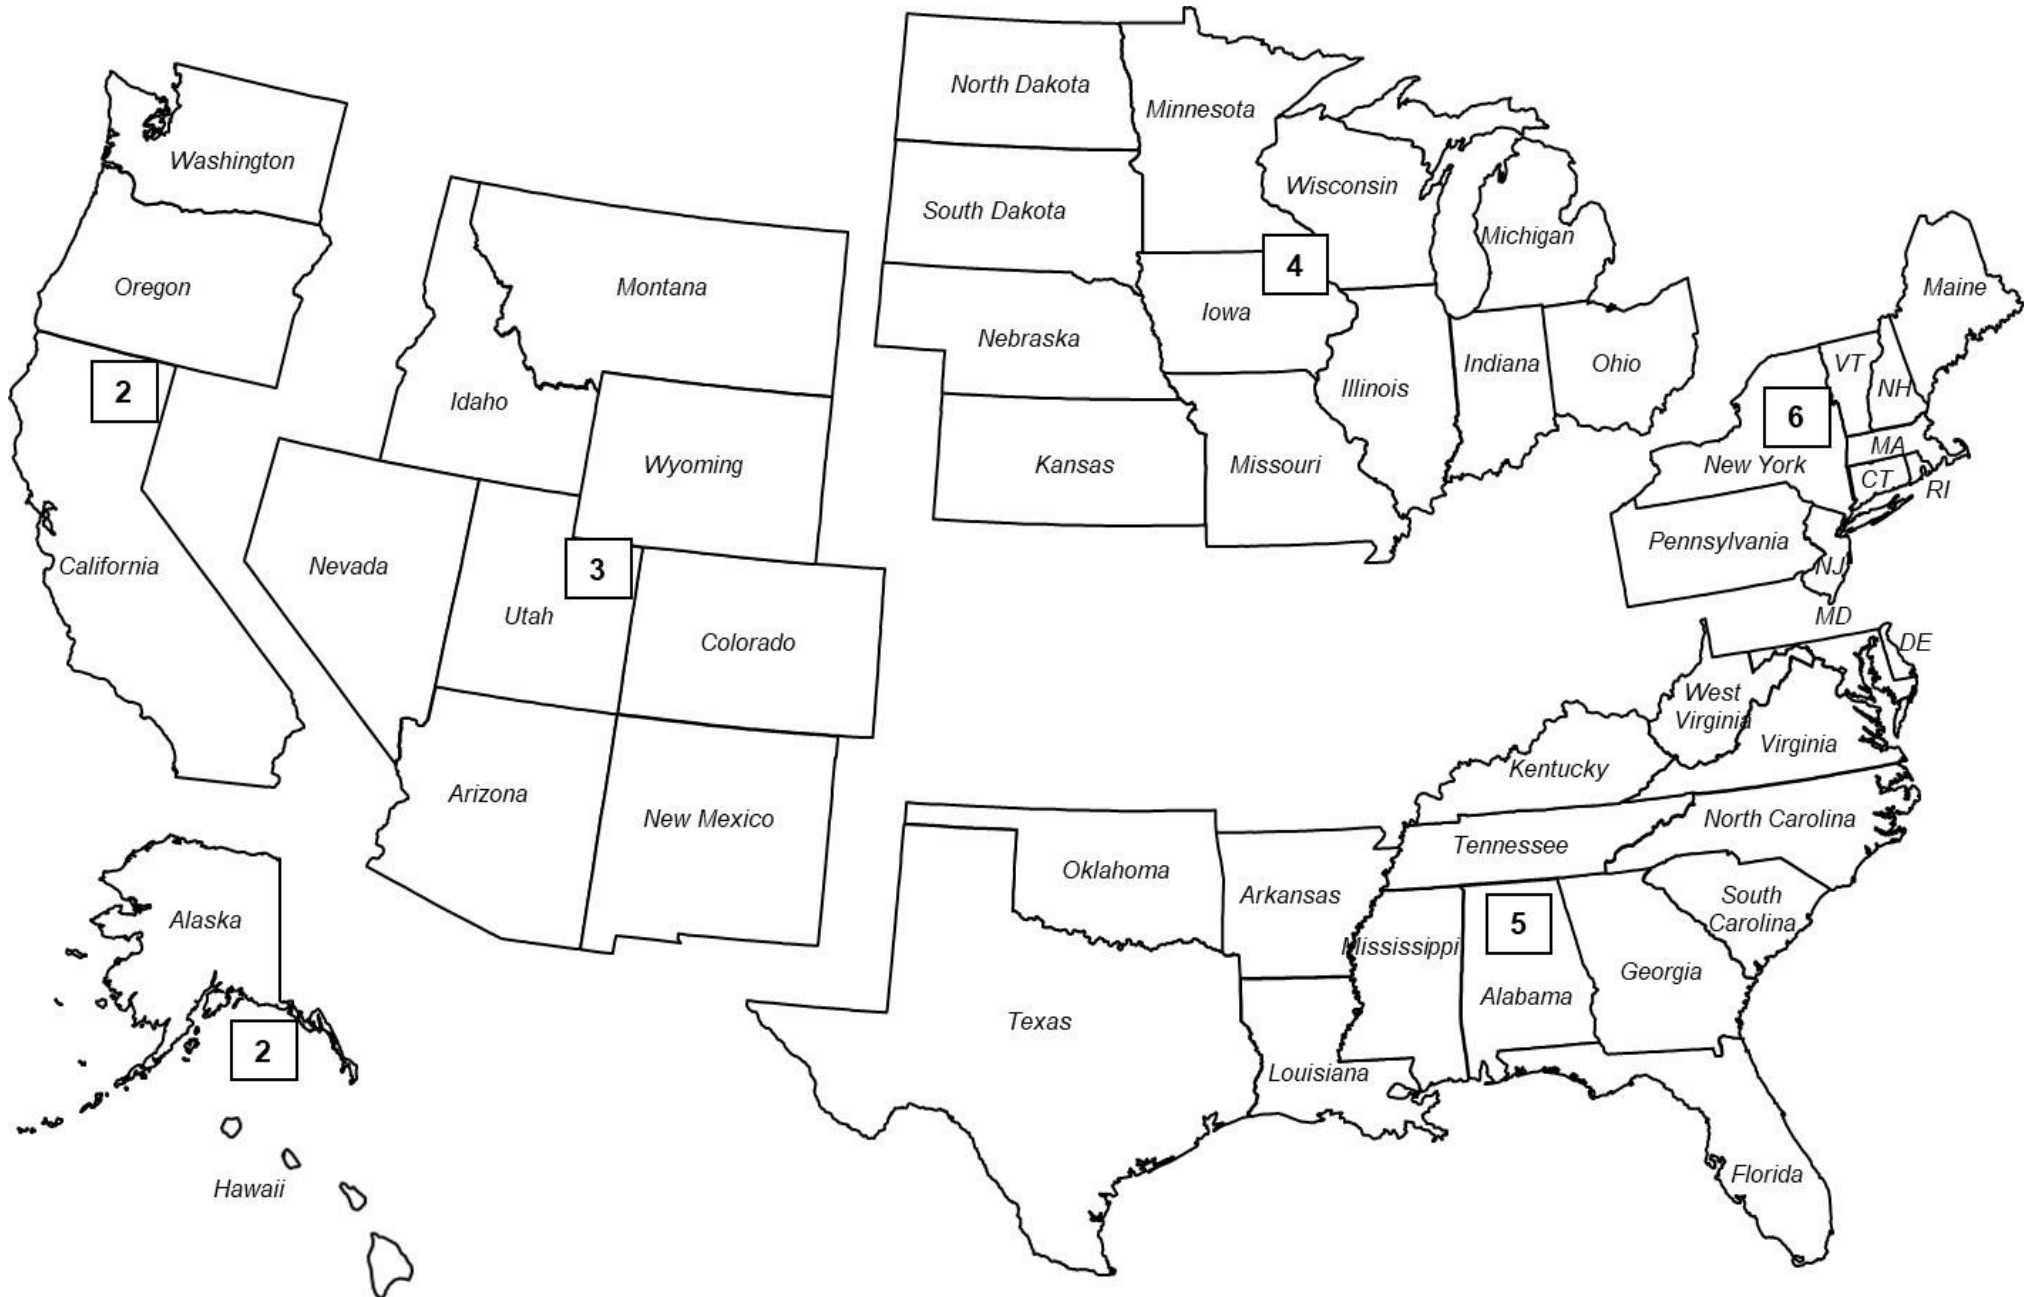 Washington
Oregon
2
California
Alaska
2
Hawaii
Montana
Idaho
Wyoming
Nevada
3
Utah
Colorado
Arizona
New Mexico
North Dakota
Minnesota
South Dakota
Wisconsin
Michigan
4
Iowa
Nebraska
Illinois
Indiana
Ohio
Kansas
Missouri
Maine
VT
NH
6
MA
New York
CT
RI
Pennsylvania
NJ
MD
DE
West
Virginia
Virginia
Kentucky
North Carolina
Tennessee
Oklahoma
Arkansas
South
Carolina
5
Mississippi
Georgia
Alabama
Texas
Louisiana
Florida